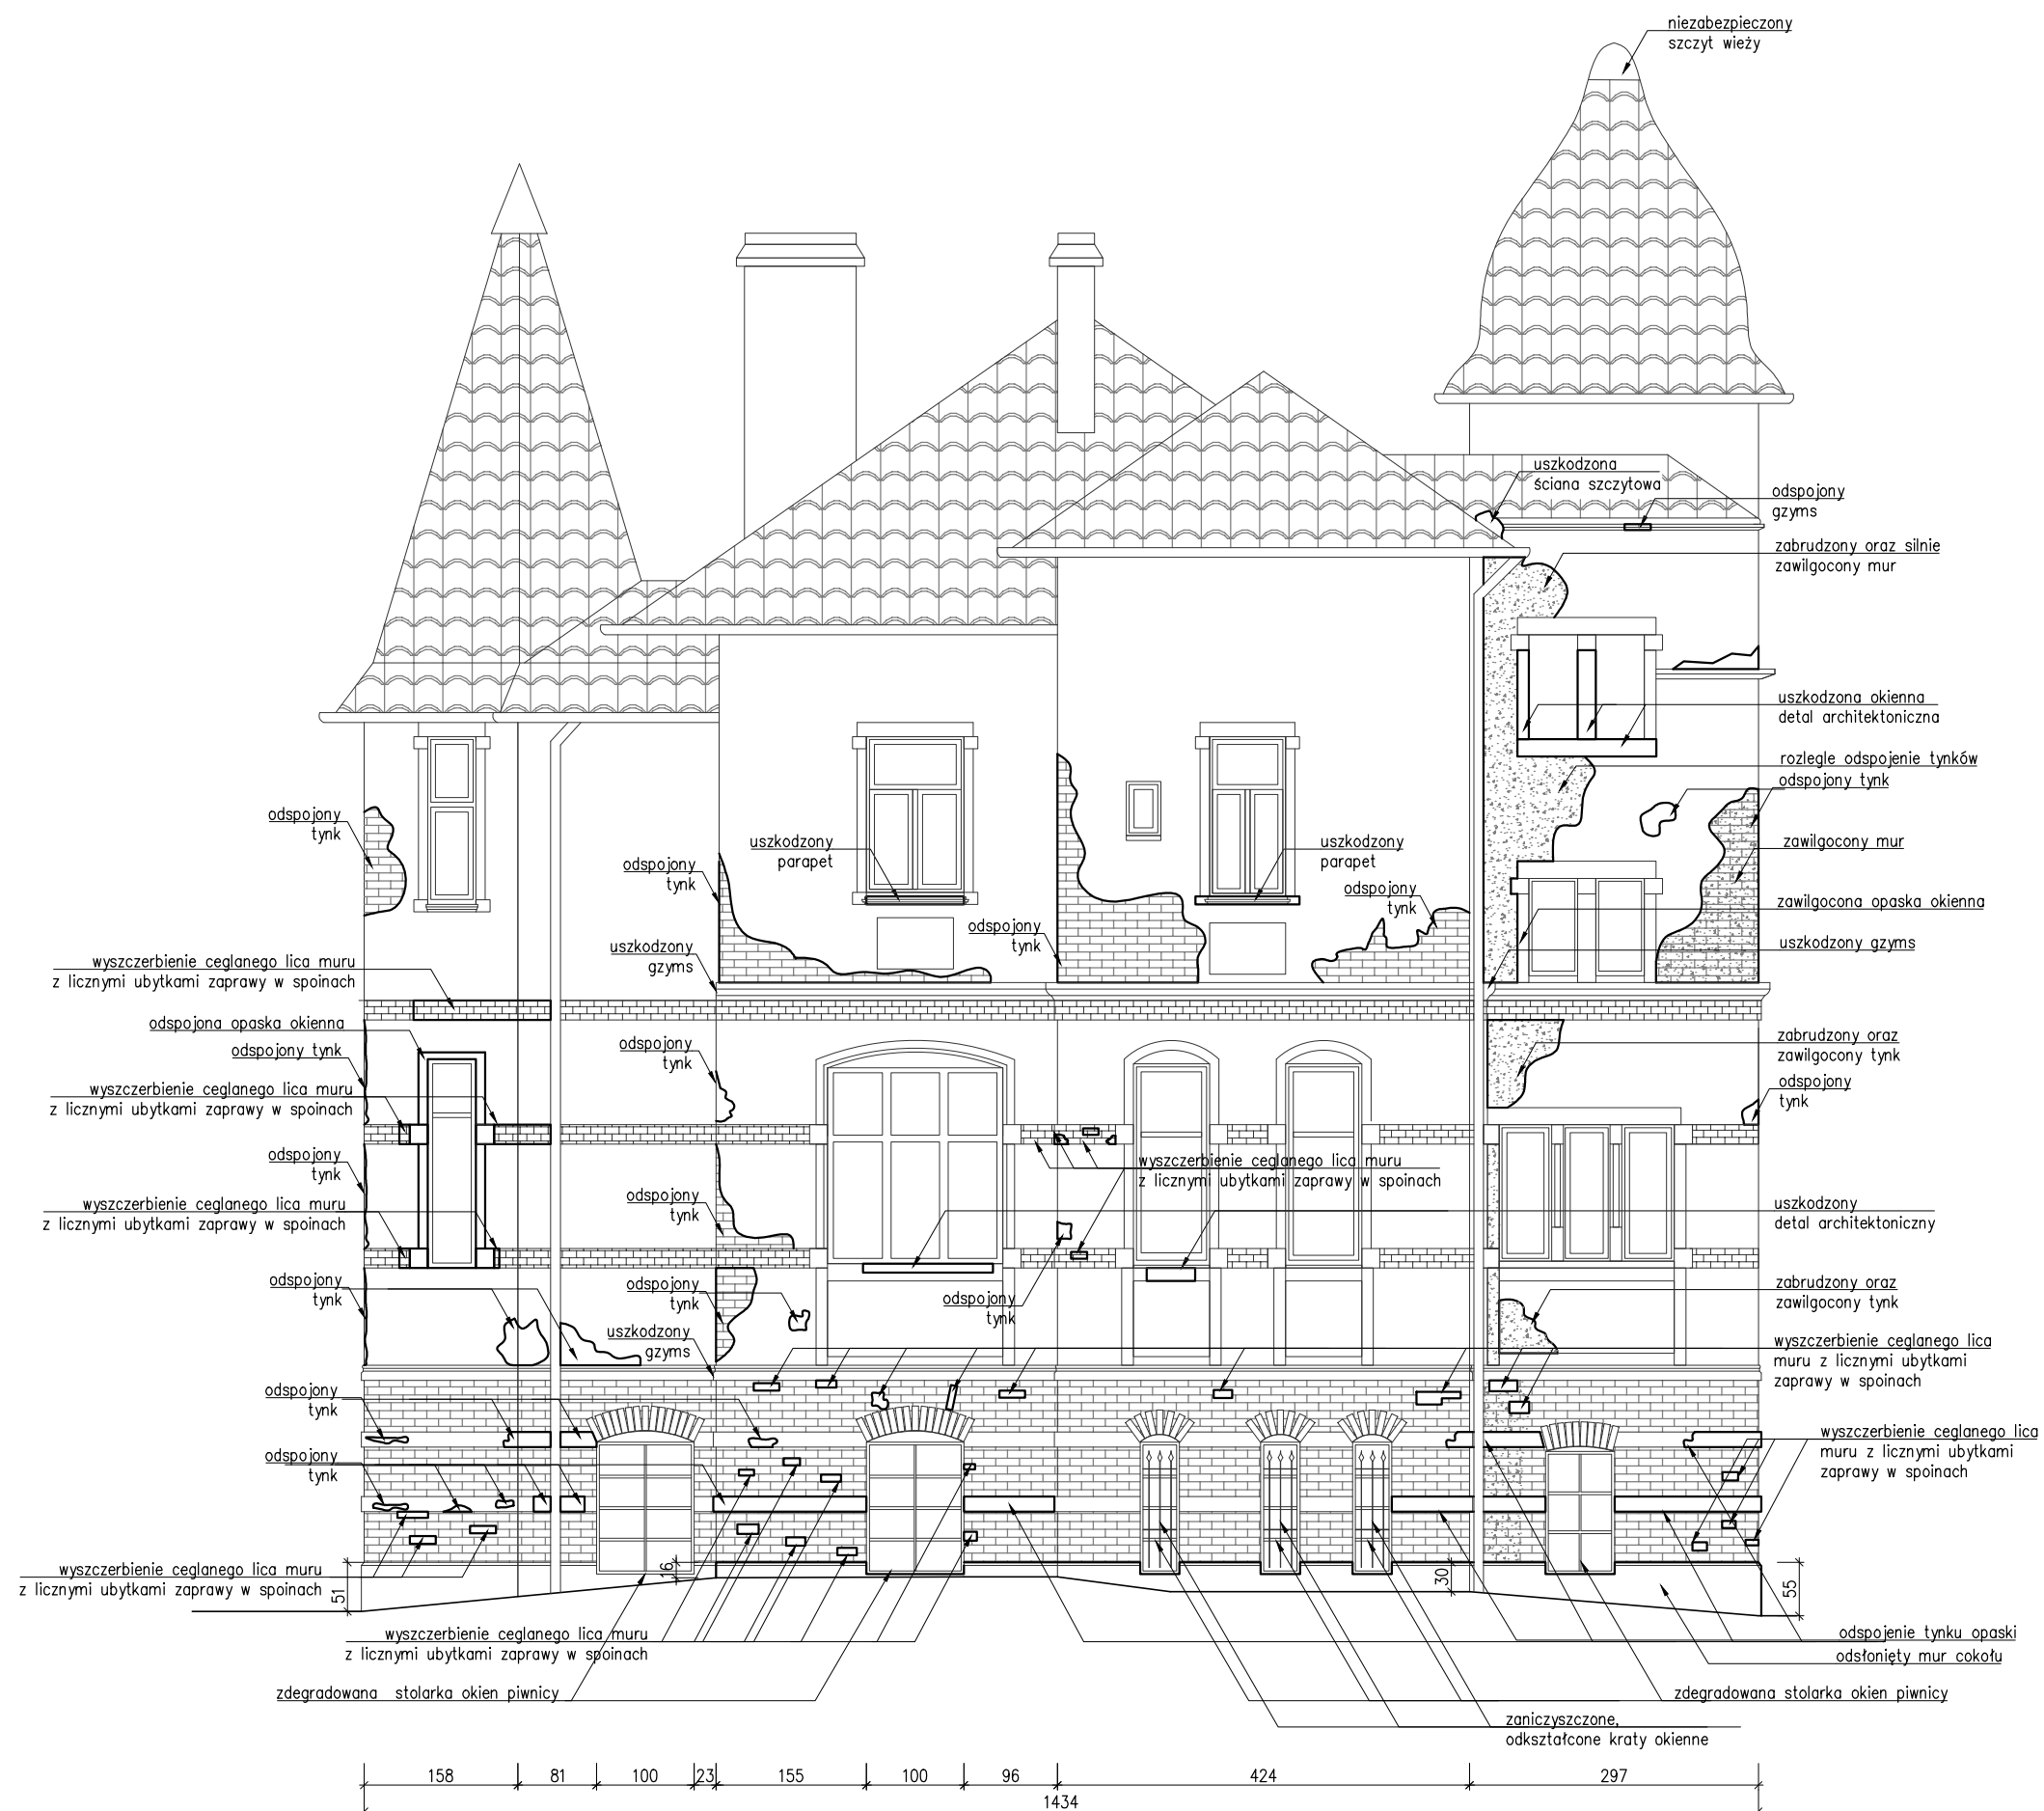 niezabezpieczony
szczyt wieży
uszkodzona
ściana szczytowa
odspojony
gzyms
zabrudzony oraz silnie
zawilgocony mur
uszkodzona okienna
detal architektoniczna
rozlegle odspojenie tynków
odspojony tynk
odspojony
tynk
uszkodzony
parapet
uszkodzony
parapet
zawilgocony mur
odspojony
tynk
odspojony
tynk
zawilgocona opaska okienna
odspojony
tynk
uszkodzony
gzyms
uszkodzony gzyms
wyszczerbienie ceglanego lica muru
z licznymi ubytkami zaprawy w spoinach
odspojona opaska okienna
odspojony tynk
odspojony
tynk
zabrudzony oraz
zawilgocony tynk
wyszczerbienie ceglanego lica muru
z licznymi ubytkami zaprawy w spoinach
odspojony
tynk
odspojony
tynk
wyszczerbienie ceglanego lica muru
z licznymi ubytkami zaprawy w spoinach
wyszczerbienie ceglanego lica muru
z licznymi ubytkami zaprawy w spoinach
odspojony
tynk
uszkodzony
detal architektoniczny
odspojony
tynk
odspojony
tynk
odspojony
tynk
zabrudzony oraz
zawilgocony tynk
uszkodzony
gzyms
wyszczerbienie ceglanego lica
muru z licznymi ubytkami
zaprawy w spoinach
odspojony
tynk
wyszczerbienie ceglanego lica
muru z licznymi ubytkami
zaprawy w spoinach
odspojony
tynk
wyszczerbienie ceglanego lica muru
z licznymi ubytkami zaprawy w spoinach
51
16
30
55
wyszczerbienie ceglanego lica muru
z licznymi ubytkami zaprawy w spoinach
odspojenie tynku opaski
odsłonięty mur cokołu
zdegradowana stolarka okien piwnicy
zdegradowana stolarka okien piwnicy
zaniczyszczone,
odkształcone kraty okienne
158 81 100 23 155 100 96 424 297
1434